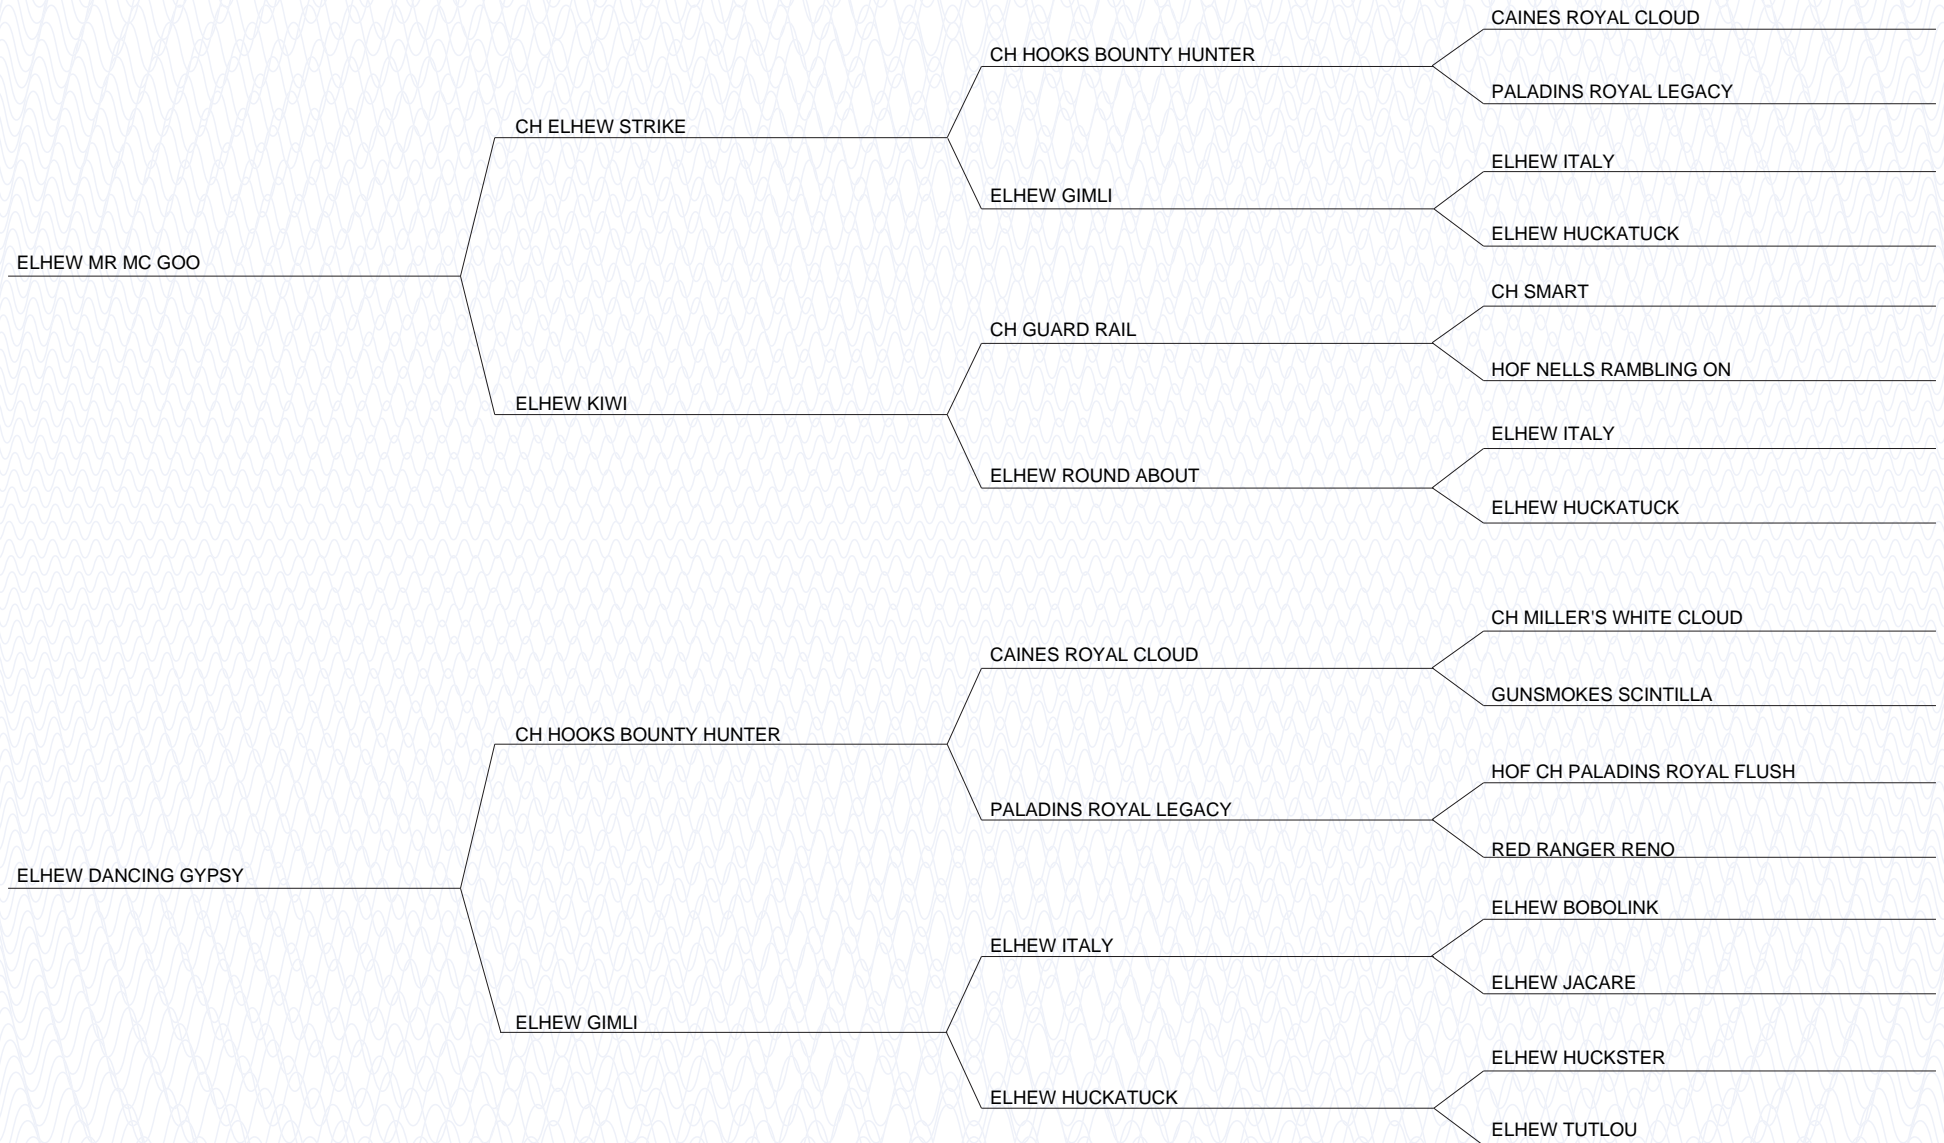 CAINES ROYAL CLOUD
CH HOOKS BOUNTY HUNTER
PALADINS ROYAL LEGACY
CH ELHEW STRIKE
ELHEW ITALY
ELHEW GIMLI
ELHEW HUCKATUCK
ELHEW MR MC GOO
CH SMART
CH GUARD RAIL
HOF NELLS RAMBLING ON
ELHEW KIWI
ELHEW ITALY
ELHEW ROUND ABOUT
ELHEW HUCKATUCK
CH MILLER'S WHITE CLOUD
CAINES ROYAL CLOUD
GUNSMOKES SCINTILLA
CH HOOKS BOUNTY HUNTER
HOF CH PALADINS ROYAL FLUSH
PALADINS ROYAL LEGACY
RED RANGER RENO
ELHEW DANCING GYPSY
ELHEW BOBOLINK
ELHEW ITALY
ELHEW JACARE
ELHEW GIMLI
ELHEW HUCKSTER
ELHEW HUCKATUCK
ELHEW TUTLOU